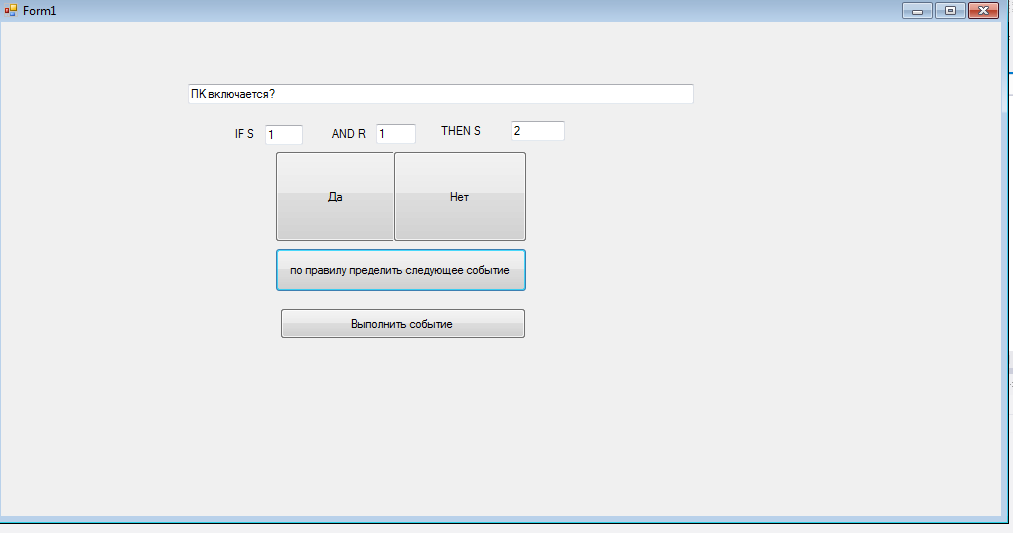 Form1
ПК включается?
IF S 1 AND R 1 THEN S 2
Да Нет
по правилу пределить следующее событие
Выполнить событие